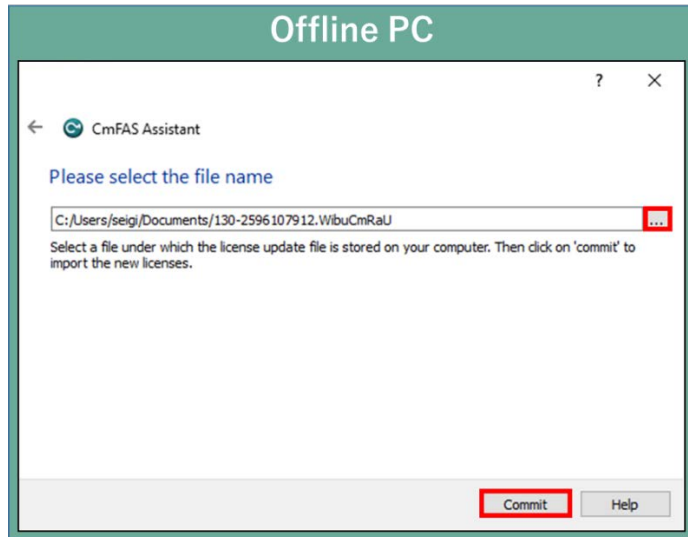 Offline PC
?
CmFAS Assistant
Please select the file name
C:/Users/seigi/Documents/130-2596107912.WibuCmRaU
...
Select a file under which the license update file is stored on your computer. Then click on 'commit' to
import the new licenses.
Commit
Help